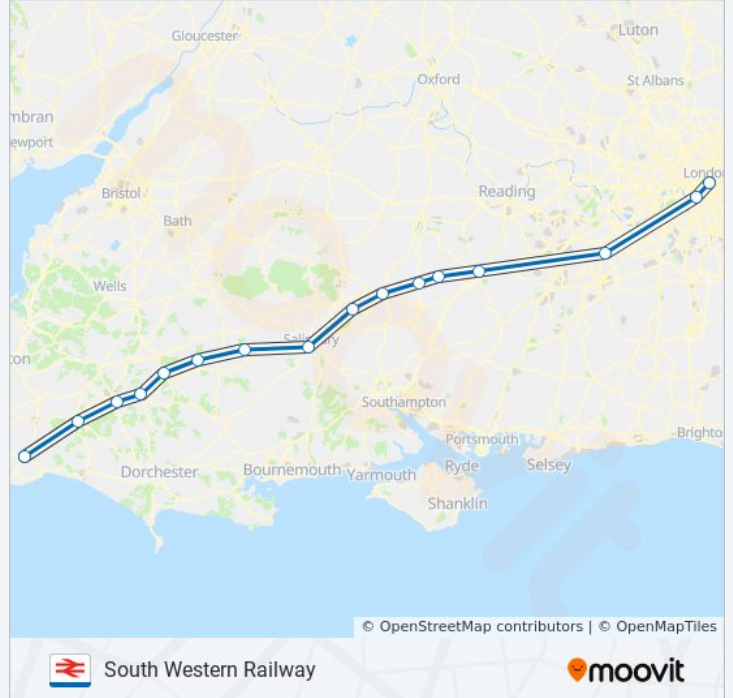 Luton
Gloucester
Oxford
St Albans
mbran
ewport
London
Bristol
Reading
Bath
Wells
Salisbury
ton
Southampton
Portsmouth
Brighto
Dorchester
Bournemouth
Yarmouth
Ryde
Selsey
Shanklin
© OpenStreetMap contributors | © OpenMapTiles
South Western Railway
moovit